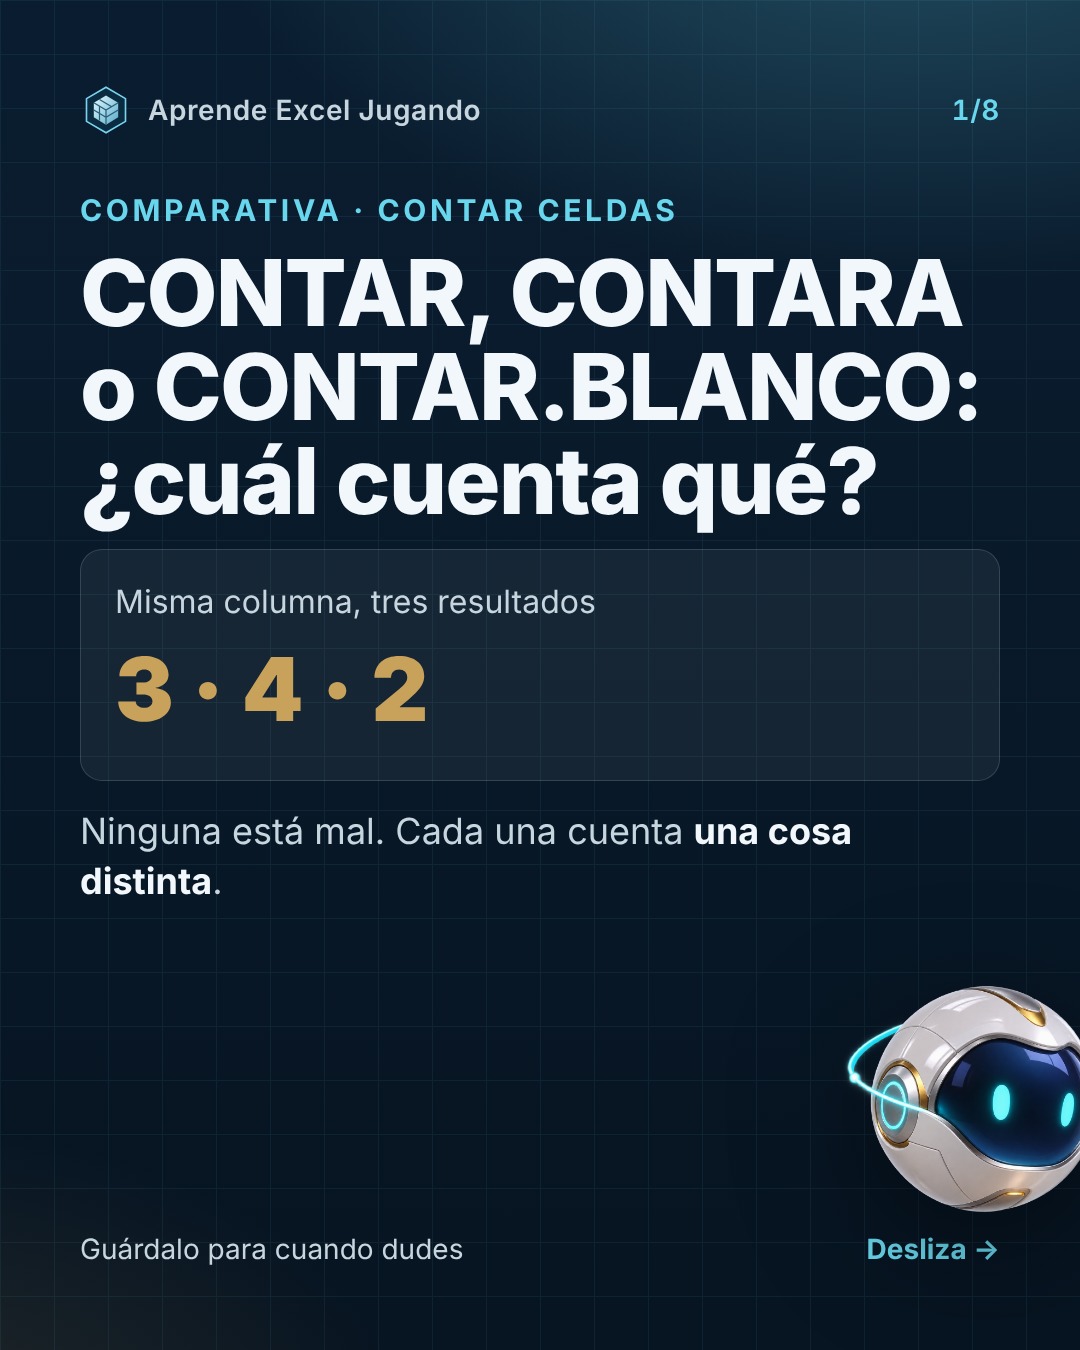 Aprende Excel Jugando
1/8
COMPARATIVA · CONTAR CELDAS
CONTAR, CONTARA
o CONTAR.BLANCO:
¿cuál cuenta qué?
Misma columna, tres resultados
3 · 4 · 2
Ninguna está mal. Cada una cuenta una cosa
distinta.
Guárdalo para cuando dudes
Desliza →